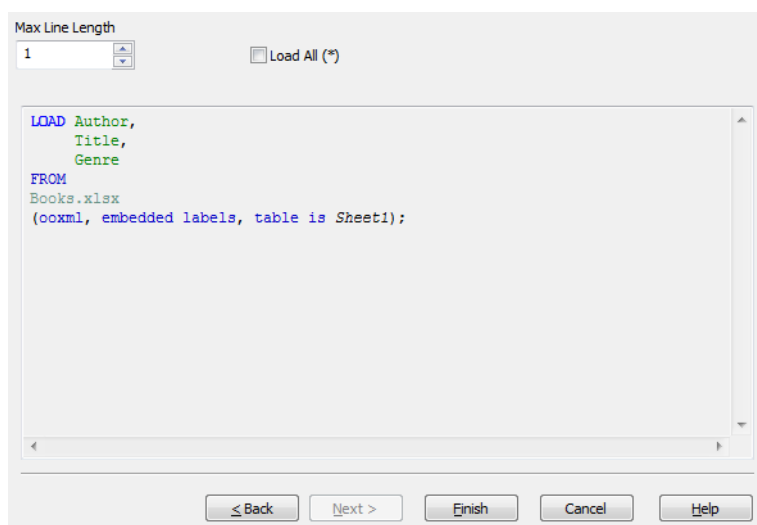 Max Line Length
1
Load All (*)
LOAD Author,
Title,
Genre
FROM
Books.xlsx
(ooxml, embedded labels, table is Sheet1);
< Back
Next >
Finish
Cancel
Help